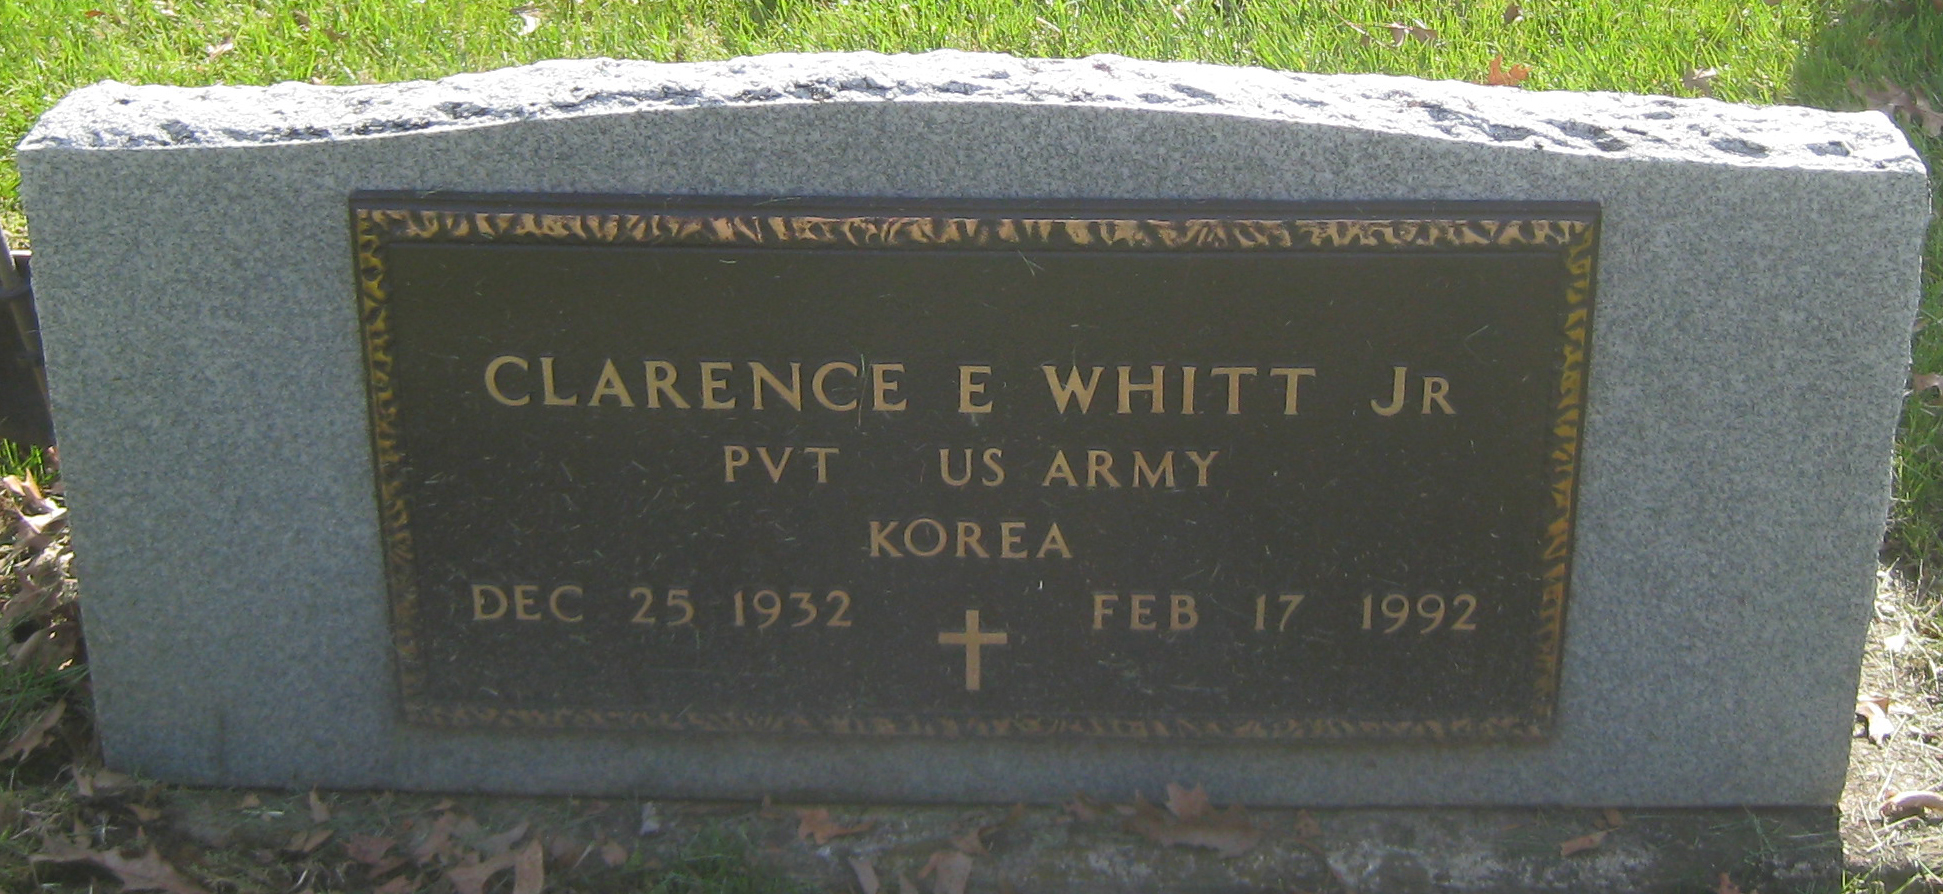 CLARENCE E WHITT JR
PVT US ARMY
KOREA
DEC 25 1932 FEB 17 1992